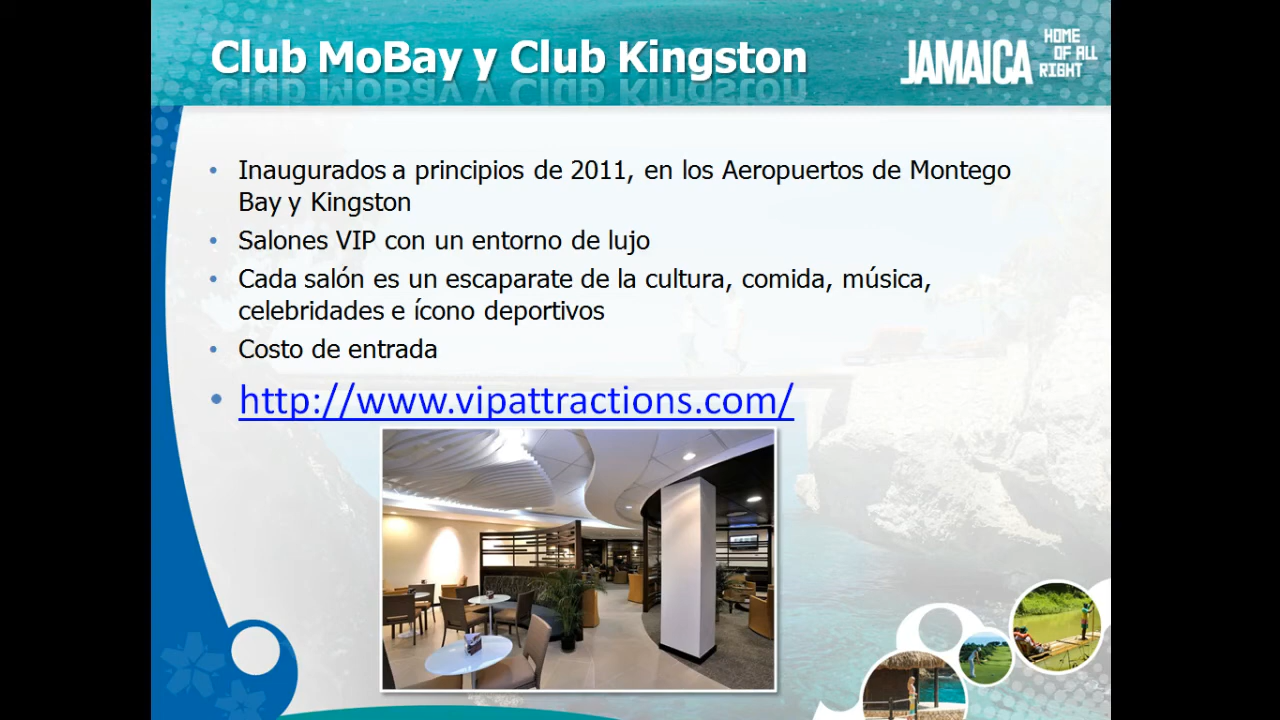 Club MoBay y Club Kingston
JAMAICA
HOME
OF ALL
RIGHT
• Inaugurados a principios de 2011, en los Aeropuertos de Montego
Bay y Kingston
• Salones VIP con un entorno de lujo
• Cada salón es un escaparate de la cultura, comida, música,
celebridades e ícono deportivos
• Costo de entrada
• http://www.vipattractions.com/